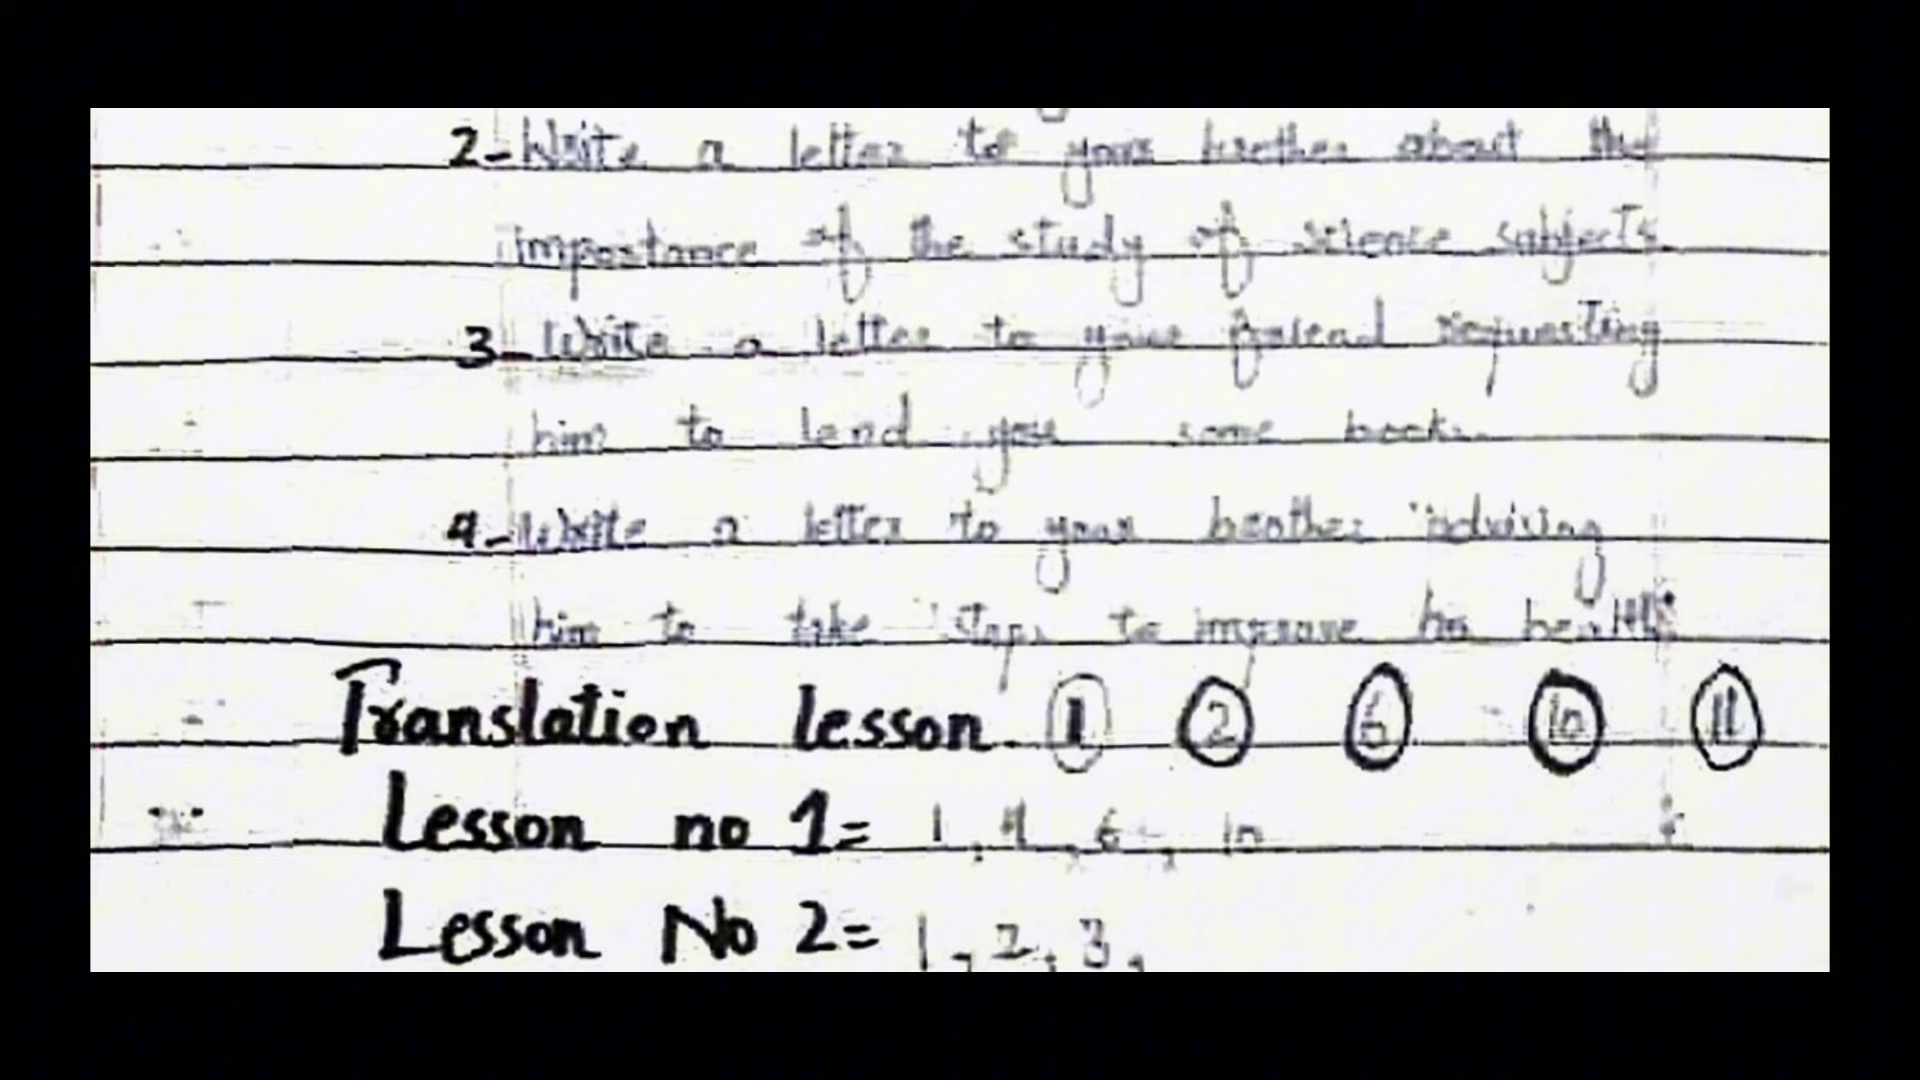 2- Write a letter to your brother about the
importance of the study of science subjects.
3- Write a letter to your friend requesting
him to lend you some books.
4- Write a letter to your brother advising
him to take steps to improve his health.
Translation lesson. 1 2 6 10 11
Lesson no 1= 1, 4, 6, 10
Lesson No 2= 1, 2, 3,